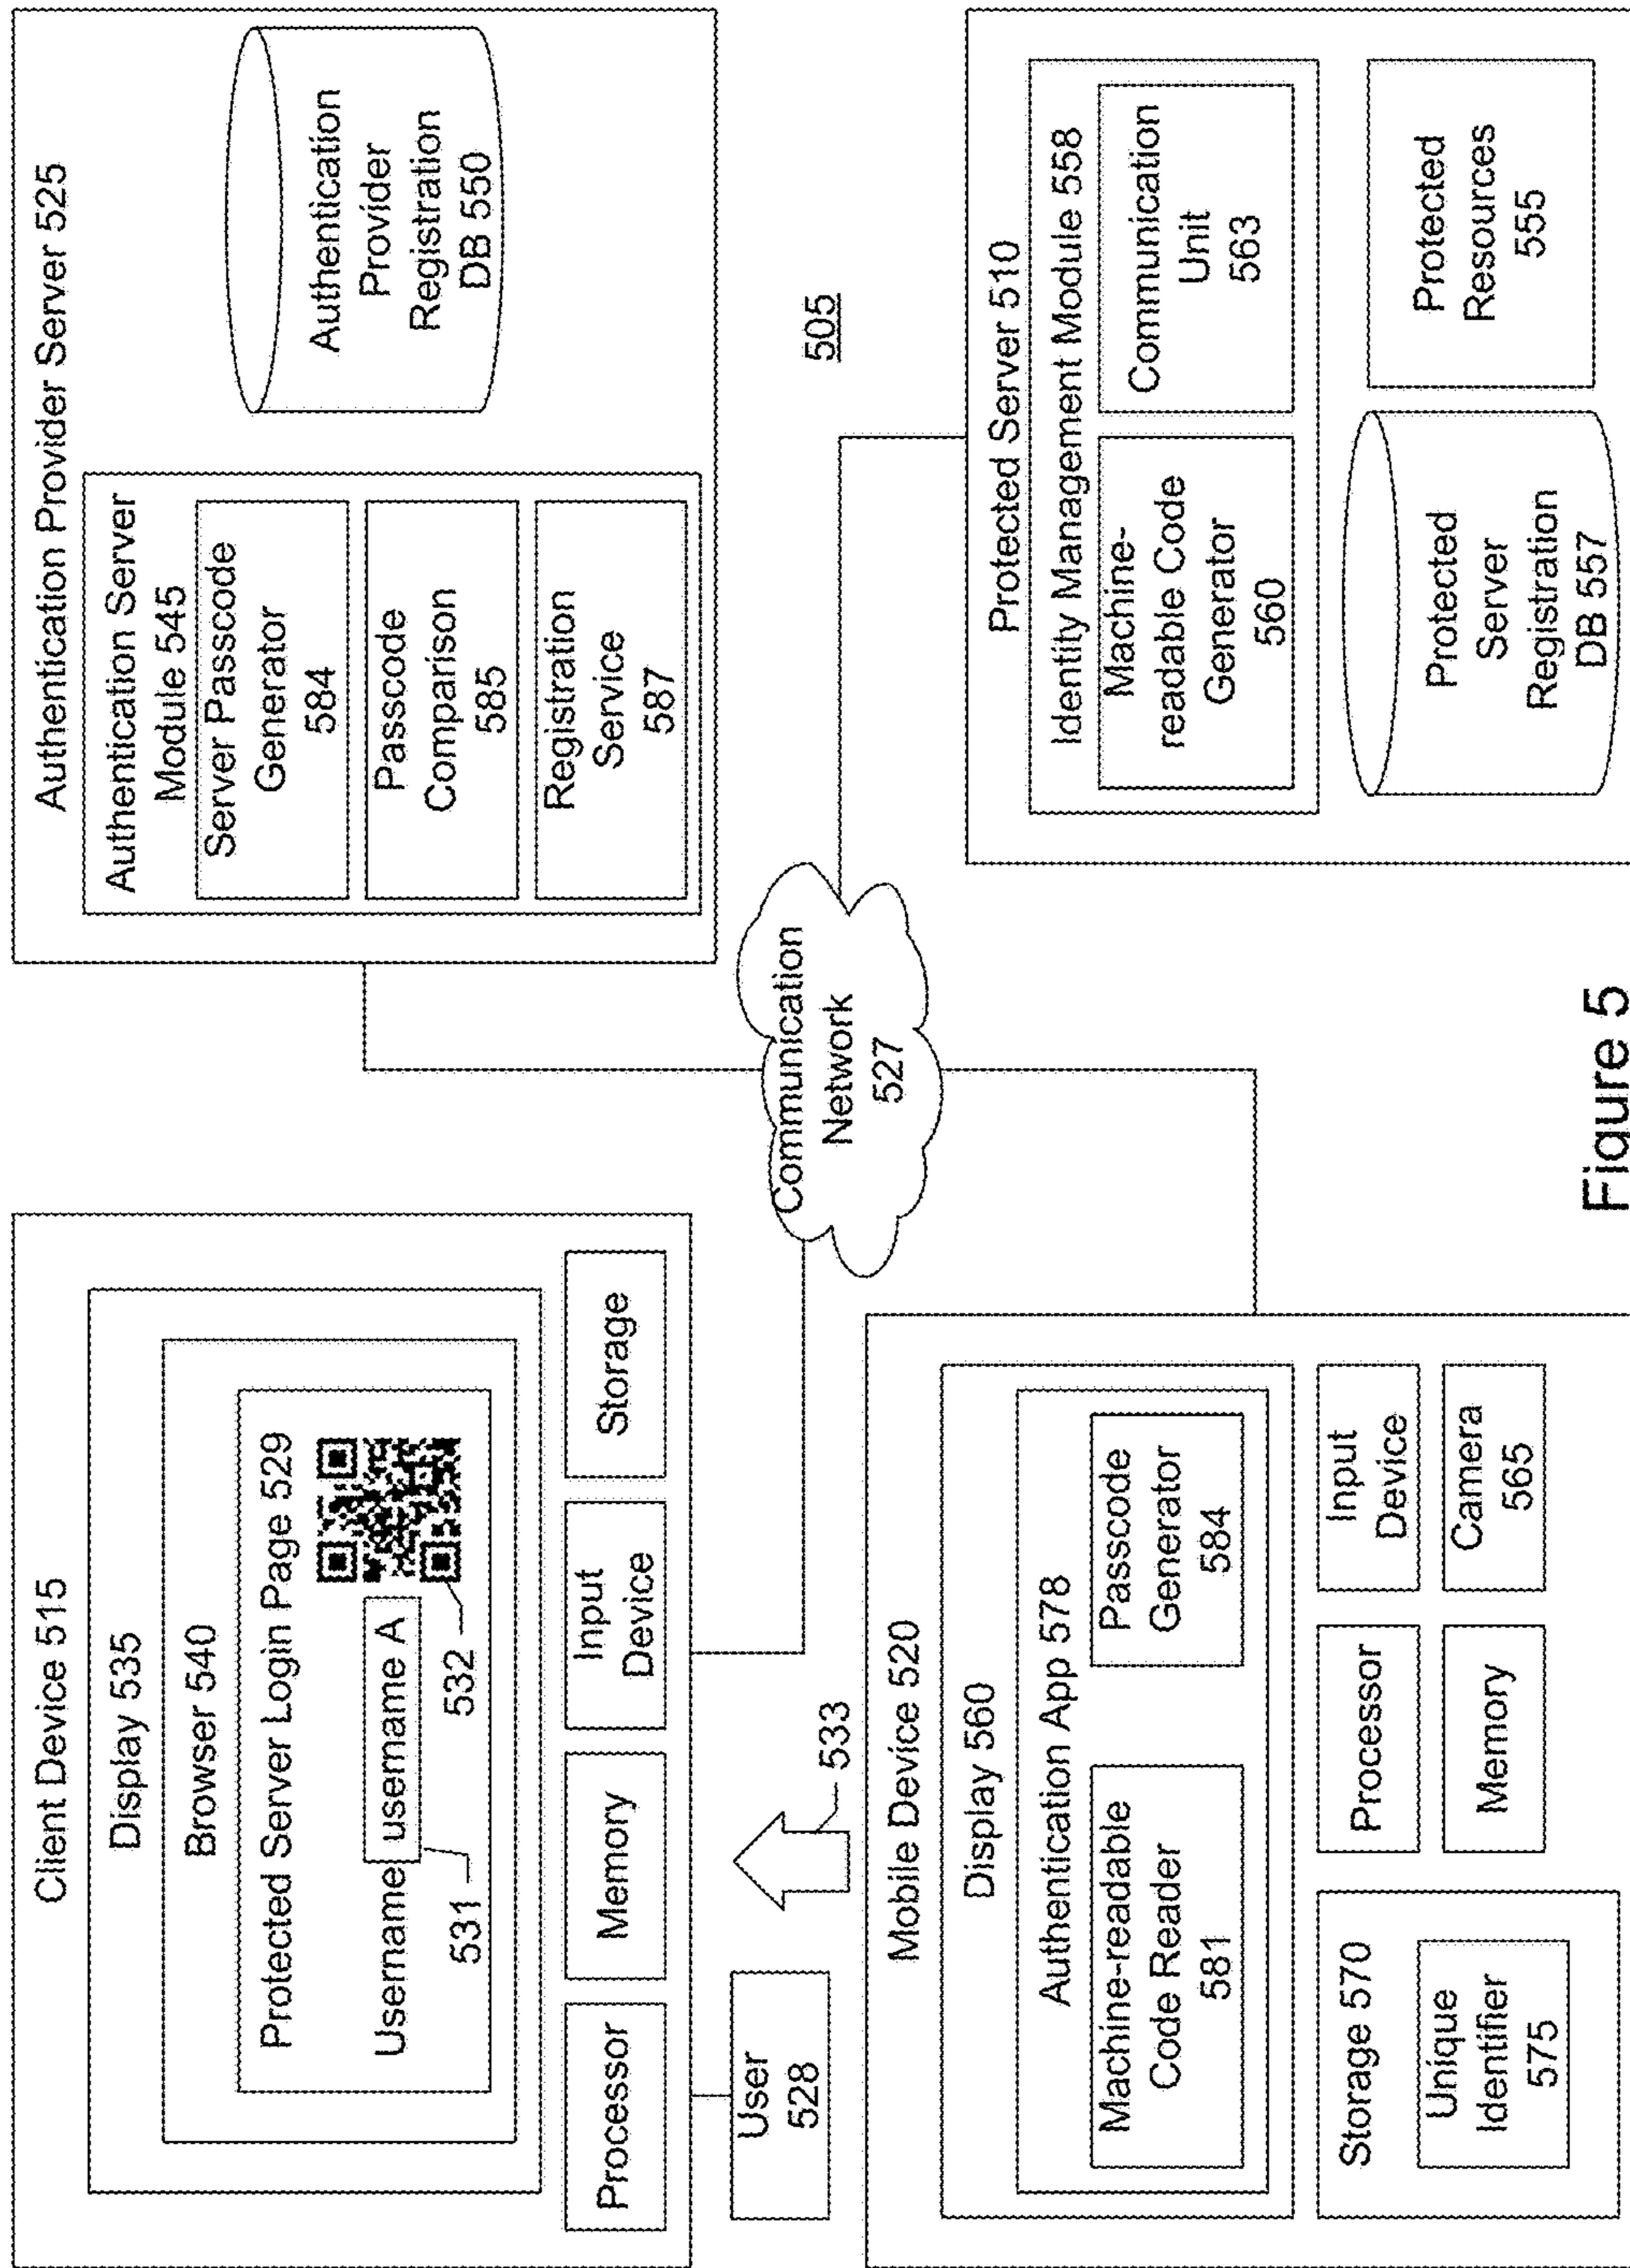 Client Device 515
Display 535
Browser 540
Protected Server Login Page 529
Username
username A
531
532
Processor
Memory
Input
Device
Storage
User
528
533
Mobile Device 520
Display 560
Authentication App 578
Machine-readable
Code Reader
581
Passcode
Generator
584
Storage 570
Unique
Identifier
575
Processor
Input
Device
Memory
Camera
565
Communication
Network
527
Authentication Provider Server 525
Authentication Server
Module 545
Server Passcode
Generator
584
Passcode
Comparison
585
Registration
Service
587
Authentication
Provider
Registration
DB 550
505
Protected Server 510
Identity Management Module 558
Machine-
readable Code
Generator
560
Communication
Unit
563
Protected
Server
Registration
DB 557
Protected
Resources
555
Figure 5